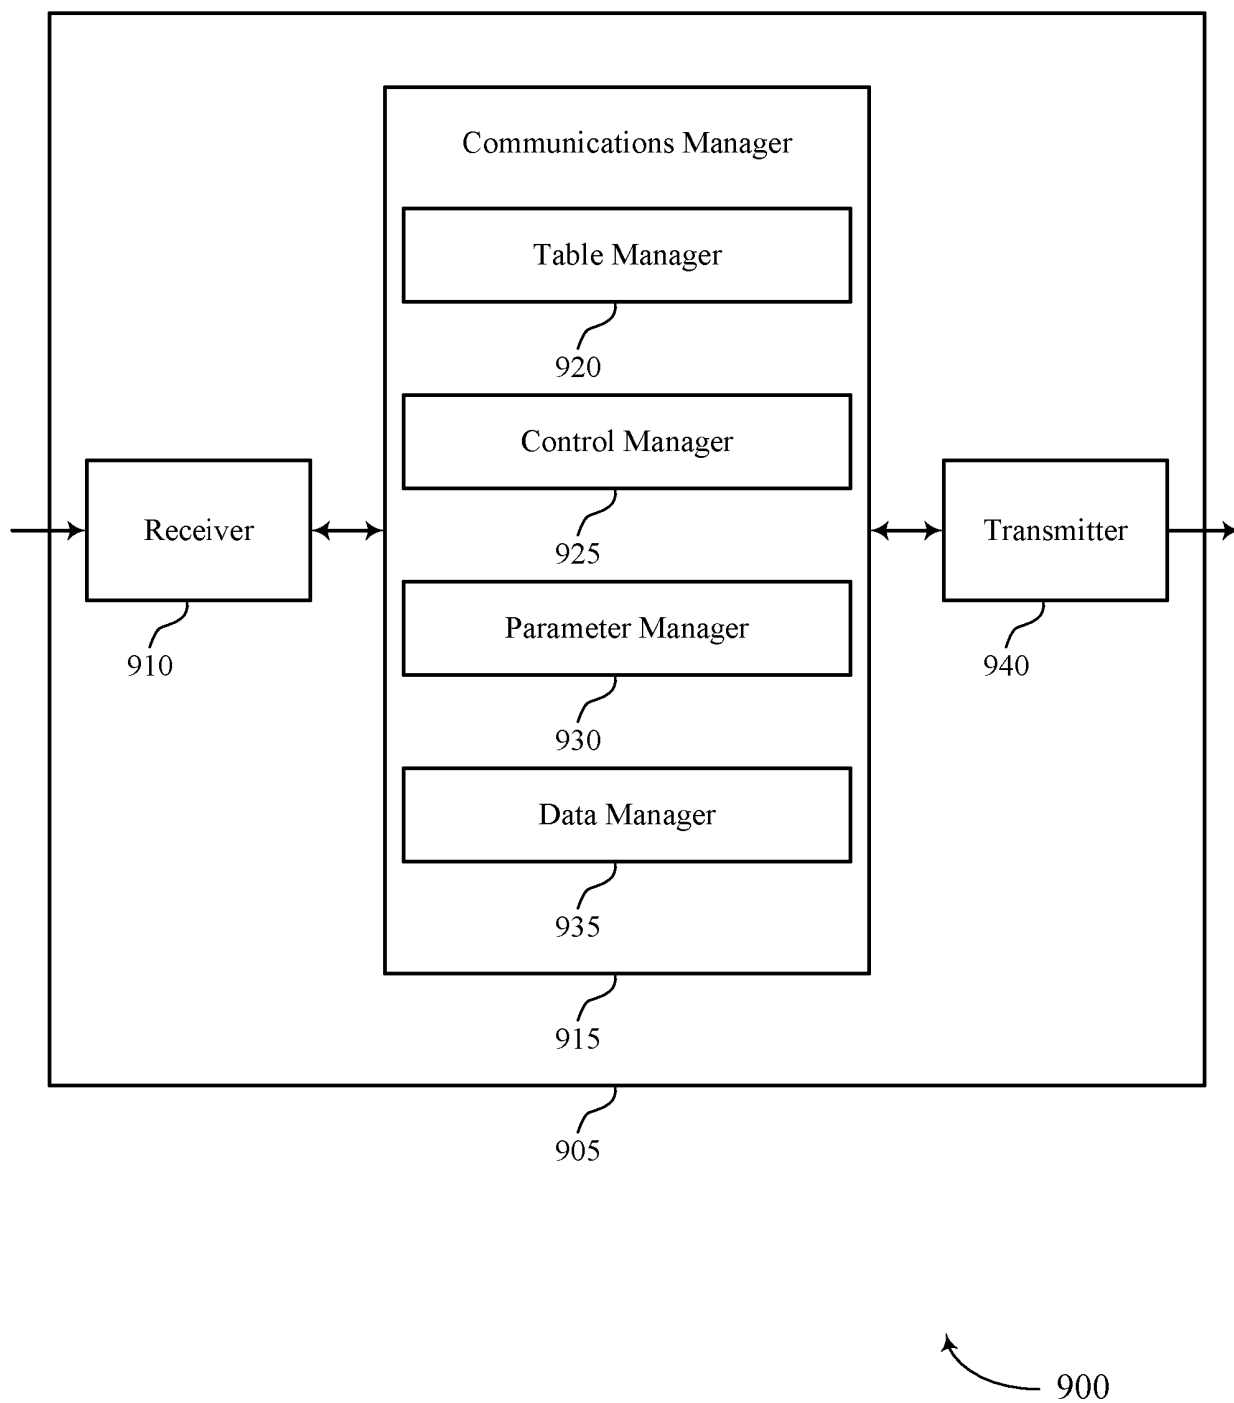 Communications Manager
Table Manager
920
Control Manager
925
Receiver
910
Transmitter
940
Parameter Manager
930
Data Manager
935
915
905
900